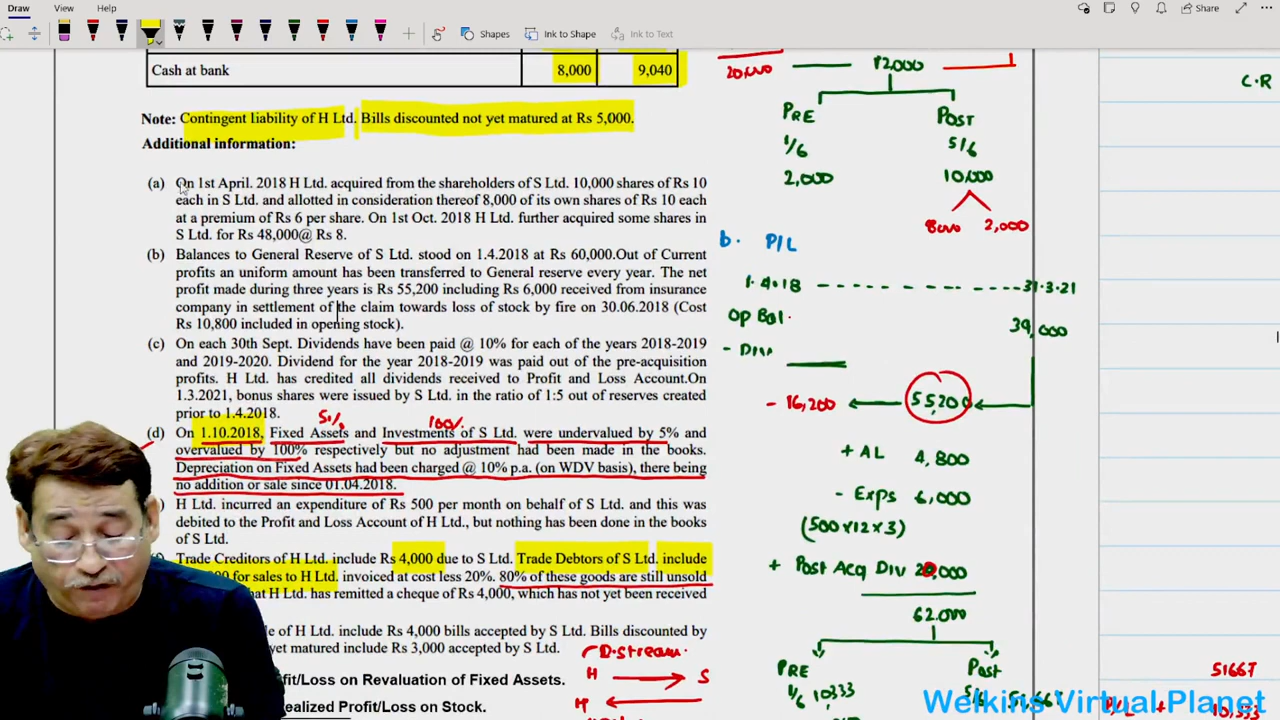 Draw View Help
Share
Shapes
Ink to Shape
Ink to Text
Cash at bank 8,000 9,040
Note: Contingent liability of H Ltd. Bills discounted not yet matured at Rs 5,000.
Additional information:
(a) On 1st April. 2018 H Ltd. acquired from the shareholders of S Ltd. 10,000 shares of Rs 10
each in S Ltd. and allotted in consideration thereof 8,000 of its own shares of Rs 10 each
at a premium of Rs 6 per share. On 1st Oct. 2018 H Ltd. further acquired some shares in
S Ltd. for Rs 48,000@ Rs 8.
(b) Balances to General Reserve of S Ltd. stood on 1.4.2018 at Rs 60,000.Out of Current
profits an uniform amount has been transferred to General reserve every year. The net
profit made during three years is Rs 55,200 including Rs 6,000 received from insurance
company in settlement of the claim towards loss of stock by fire on 30.06.2018 (Cost
Rs 10,800 included in opening stock).
(c) On each 30th Sept. Dividends have been paid @ 10% for each of the years 2018-2019
and 2019-2020. Dividend for the year 2018-2019 was paid out of the pre-acquisition
profits. H Ltd. has credited all dividends received to Profit and Loss Account.On
1.3.2021, bonus shares were issued by S Ltd. in the ratio of 1:5 out of reserves created
prior to 1.4.2018.
5% 100%
(d) On 1.10.2018, Fixed Assets and Investments of S Ltd. were undervalued by 5% and
overvalued by 100% respectively but no adjustment had been made in the books.
Depreciation on Fixed Assets had been charged @ 10% p.a. (on WDV basis), there being
no addition or sale since 01.04.2018.
) H Ltd. incurred an expenditure of Rs 500 per month on behalf of S Ltd. and this was
debited to the Profit and Loss Account of H Ltd., but nothing has been done in the books
of S Ltd.
Trade Creditors of H Ltd. include Rs 4,000 due to S Ltd. Trade Debtors of S Ltd. include
for sales to H Ltd. invoiced at cost less 20%. 80% of these goods are still unsold
that H Ltd. has remitted a cheque of Rs 4,000, which has not yet been received
of H Ltd. include Rs 4,000 bills accepted by S Ltd. Bills discounted by
yet matured include Rs 3,000 accepted by S Ltd.
fit/Loss on Revaluation of Fixed Assets.
ealized Profit/Loss on Stock.
D.stream.
H S
H
20,000
12000
PRE Post
1/6 5/6
2,000 10,000
8000 2,000
b. P/L
1.4.18 31.3.21
Op Bal. 39,000
- Div
- 16,200 55,200
+ AL 4,800
- Exps 6,000
(500x12x3)
+ Post Acq Div
62.000
PRE Post
1/6 10333 5/6
C.R
51667
10,333
Welkins Virtual Planet